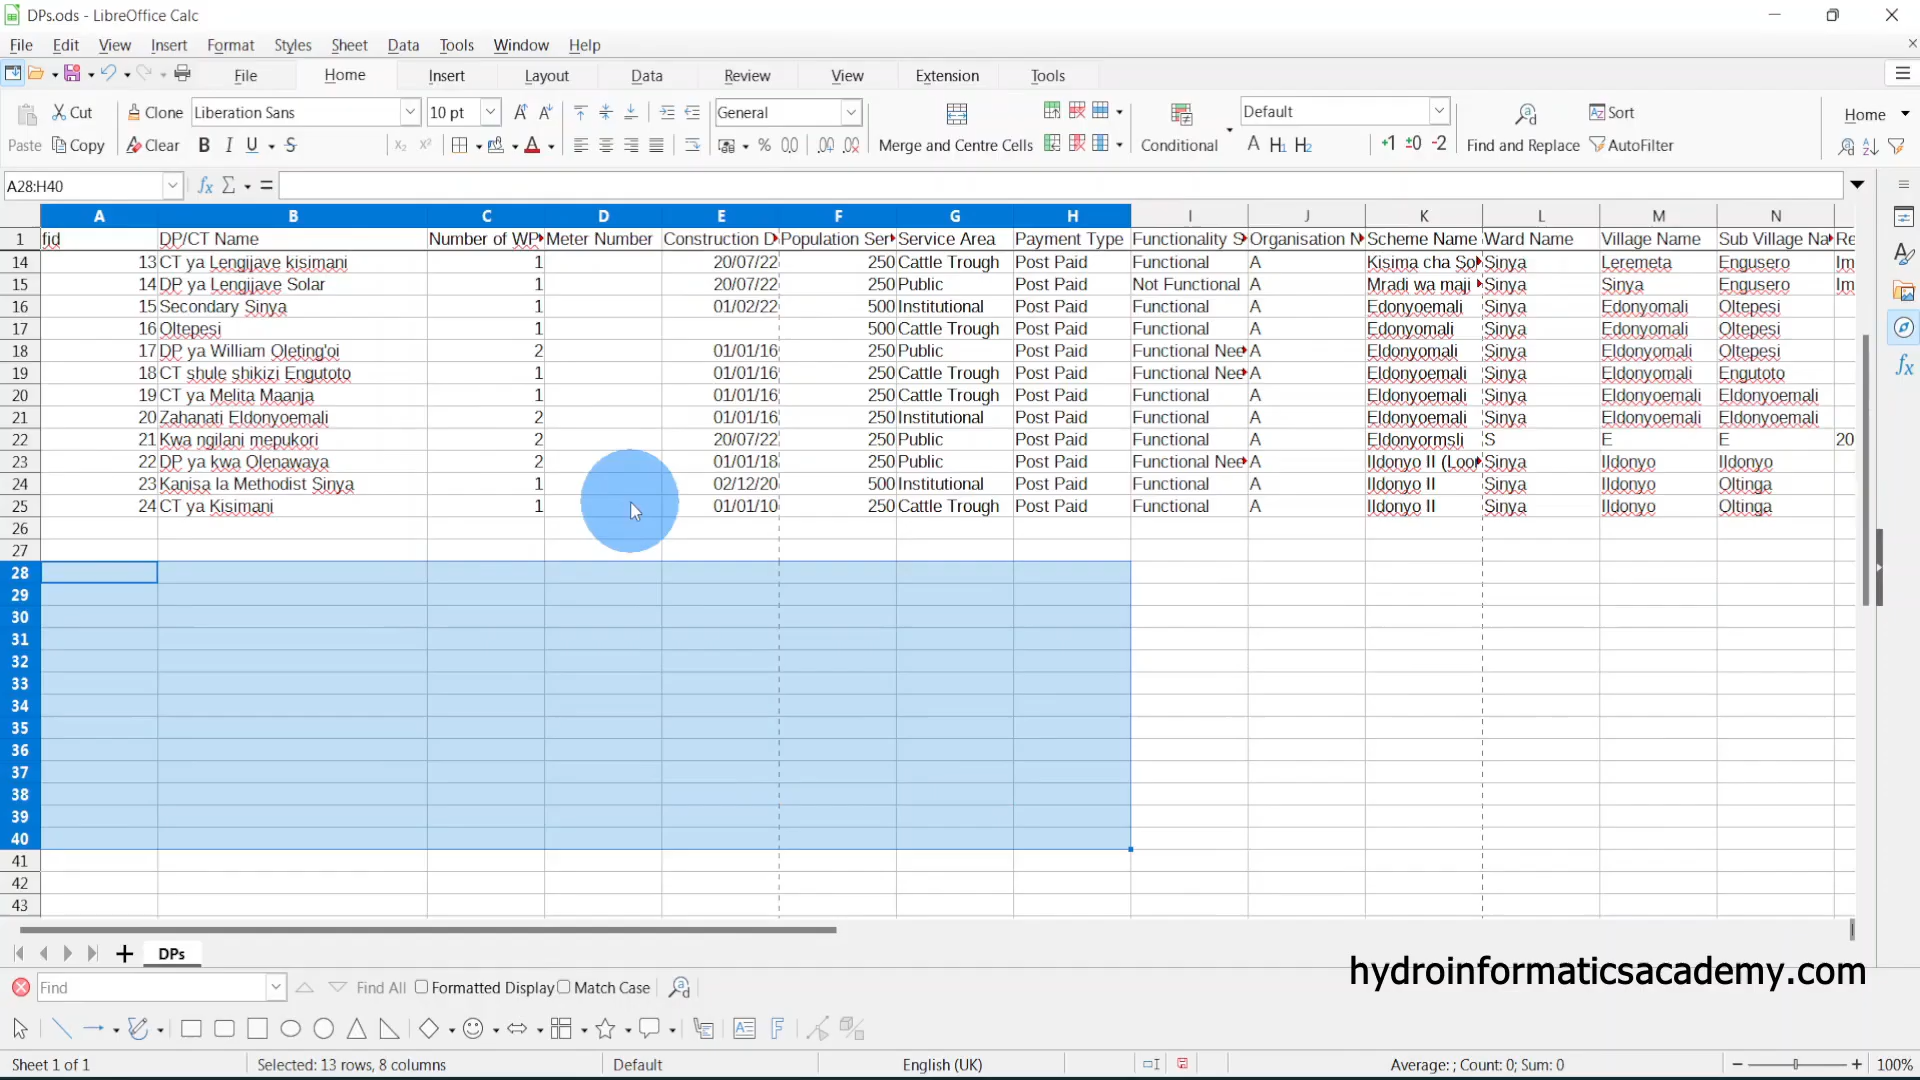 DPs.ods - LibreOffice Calc
File Edit View Insert Format Styles Sheet Data Tools Window Help
File Home Insert Layout Data Review View Extension Tools
Cut Clone Liberation Sans 10 pt General Default Sort Home
Paste Copy Clear B I U S Merge and Centre Cells Conditional A H1 H2 +1 ±0 -2 Find and Replace AutoFilter
A28:H40
A B C D E F G H I J K L M N
1 fid DP/CT Name Number of WP Meter Number Construction D Population Ser Service Area Payment Type Functionality S Organisation N Scheme Name Ward Name Village Name Sub Village Na Re
14 13 CT ya Lengijave kisimani 1 20/07/22 250 Cattle Trough Post Paid Functional A Kisima cha So Sinya Leremeta Engusero Im
15 14 DP ya Lengijave Solar 1 20/07/22 250 Public Post Paid Not Functional A Mradi wa maji Sinya Sinya Engusero Im
16 15 Secondary Sinya 1 01/02/22 500 Institutional Post Paid Functional A Edonyoemali Sinya Edonyomali Oltepesi
17 16 Oltepesi 1 500 Cattle Trough Post Paid Functional A Edonyomali Sinya Edonyomali Oltepesi
18 17 DP ya William Oleting'oi 2 01/01/16 250 Public Post Paid Functional Nee A Eldonyomali Sinya Eldonyomali Oltepesi
19 18 CT shule shikizi Engutoto 1 01/01/16 250 Cattle Trough Post Paid Functional Nee A Eldonyoemali Sinya Eldonyomali Engutoto
20 19 CT ya Melita Maanja 1 01/01/16 250 Cattle Trough Post Paid Functional A Eldonyoemali Sinya Eldonyoemali Eldonyoemali
21 20 Zahanati Eldonyoemali 2 01/01/16 250 Institutional Post Paid Functional A Eldonyoemali Sinya Eldonyoemali Eldonyoemali
22 21 Kwa ngilani mepukori 2 20/07/22 250 Public Post Paid Functional A Eldonyormsli S E E 20
23 22 DP ya kwa Olenawaya 2 01/01/18 250 Public Post Paid Functional Nee A Ildonyo II (Loor Sinya Ildonyo Ildonyo
24 23 Kanisa la Methodist Sinya 1 02/12/20 500 Institutional Post Paid Functional A Ildonyo II Sinya Ildonyo Oltinga
25 24 CT ya Kisimani 1 01/01/10 250 Cattle Trough Post Paid Functional A Ildonyo II Sinya Ildonyo Oltinga
26
27
28
29
30
31
32
33
34
35
36
37
38
39
40
41
42
43
DPs
hydroinformaticsacademy.com
Find Find All Formatted Display Match Case
Sheet 1 of 1 Selected: 13 rows, 8 columns Default English (UK) Average: ; Count: 0; Sum: 0 100%